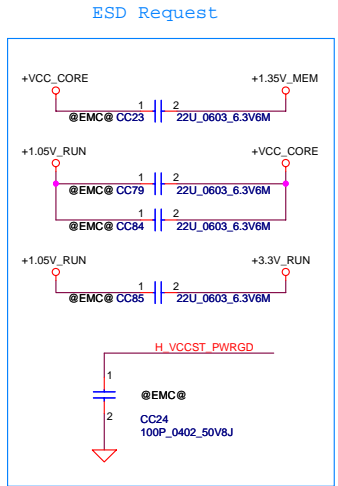 ESD Request
+VCC_CORE +1.35V_MEM
1 2
@EMC@ CC23 22U_0603_6.3V6M
+1.05V_RUN +VCC_CORE
1 2
@EMC@ CC79 22U_0603_6.3V6M
1 2
@EMC@ CC84 22U_0603_6.3V6M
+1.05V_RUN +3.3V_RUN
1 2
@EMC@ CC85 22U_0603_6.3V6M
H_VCCST_PWRGD
1
@EMC@
2
CC24
100P_0402_50V8J